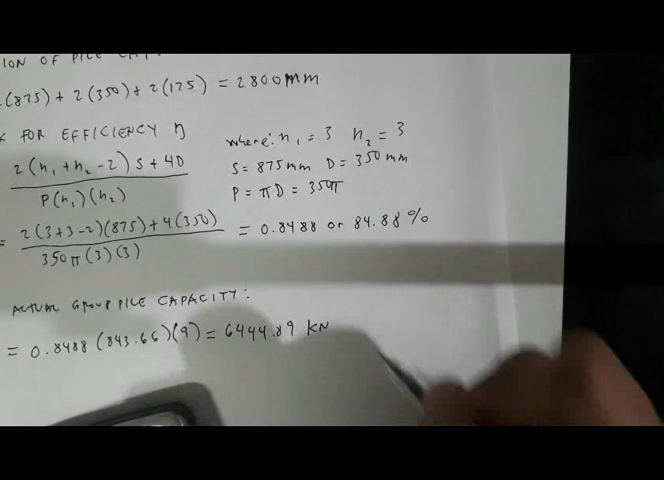 ION OF PILE CAP:
(875) + 2(350) + 2(175) = 2800mm
FOR EFFICIENCY η
where: n₁ = 3 n₂ = 3
2(n₁ + n₂ - 2) S + 4D
S = 875mm D = 350mm
P(n₁)(n₂)
P = πD = 350π
= 2(3+3-2)(875) + 4(350) = 0.8488 or 84.88%
350π(3)(3)
ACTUAL GROUP PILE CAPACITY:
= 0.8488 (843.66)(9) = 6444.89 KN